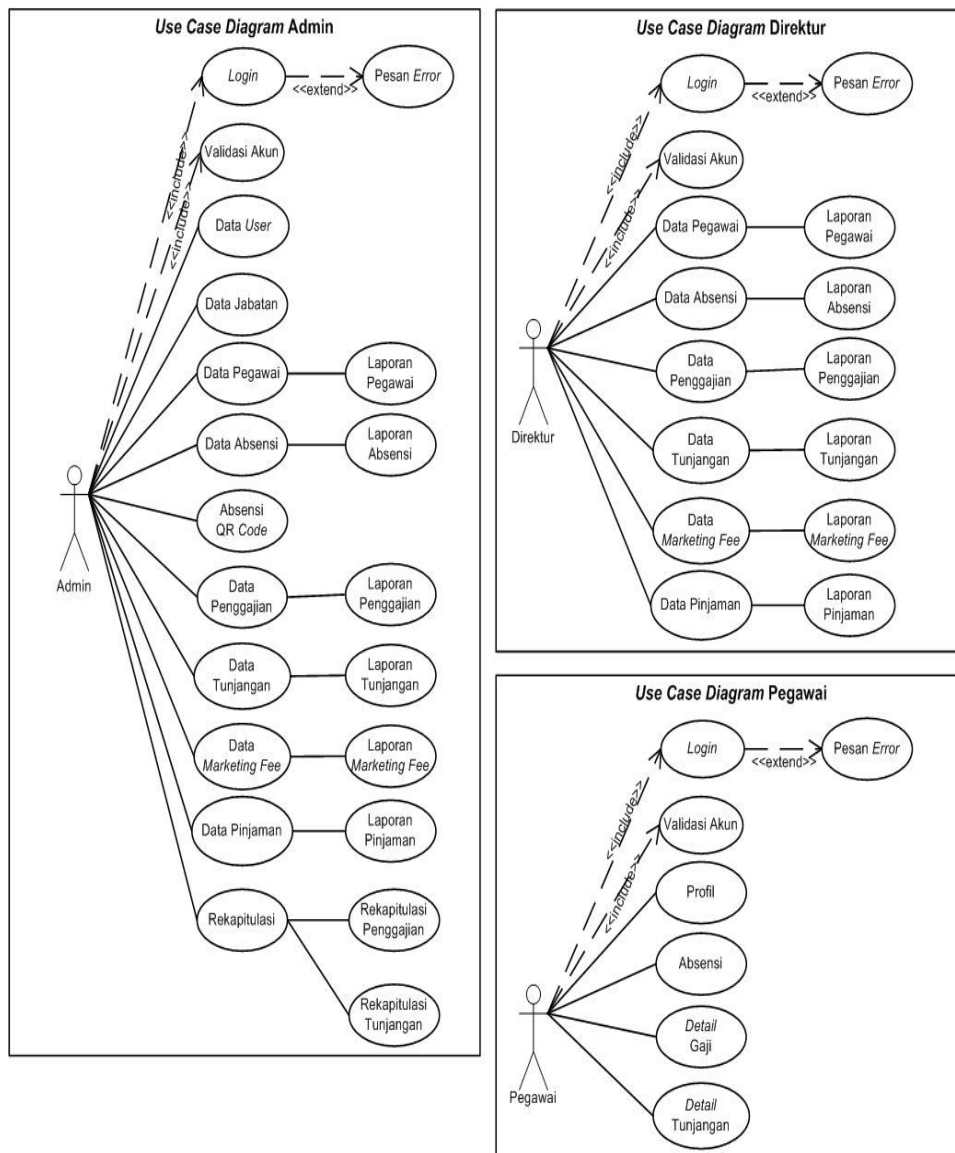 Use Case Diagram Admin
Login
Pesan Error
<<extend>>
<<include>>
<<include>>
Validasi Akun
Data User
Data Jabatan
Data Pegawai
Laporan
Pegawai
Data Absensi
Laporan
Absensi
Absensi
QR Code
Admin
Data
Penggajian
Laporan
Penggajian
Data
Tunjangan
Laporan
Tunjangan
Data
Marketing Fee
Laporan
Marketing Fee
Data Pinjaman
Laporan
Pinjaman
Rekapitulasi
Rekapitulasi
Penggajian
Rekapitulasi
Tunjangan
Use Case Diagram Direktur
Login
Pesan Error
<<extend>>
<<include>>
<<include>>
Validasi Akun
Data Pegawai
Laporan
Pegawai
Data Absensi
Laporan
Absensi
Direktur
Data
Penggajian
Laporan
Penggajian
Data
Tunjangan
Laporan
Tunjangan
Data
Marketing Fee
Laporan
Marketing Fee
Data Pinjaman
Laporan
Pinjaman
Use Case Diagram Pegawai
Login
Pesan Error
<<extend>>
<<include>>
<<include>>
Validasi Akun
Profil
Absensi
Detail
Gaji
Pegawai
Detail
Tunjangan